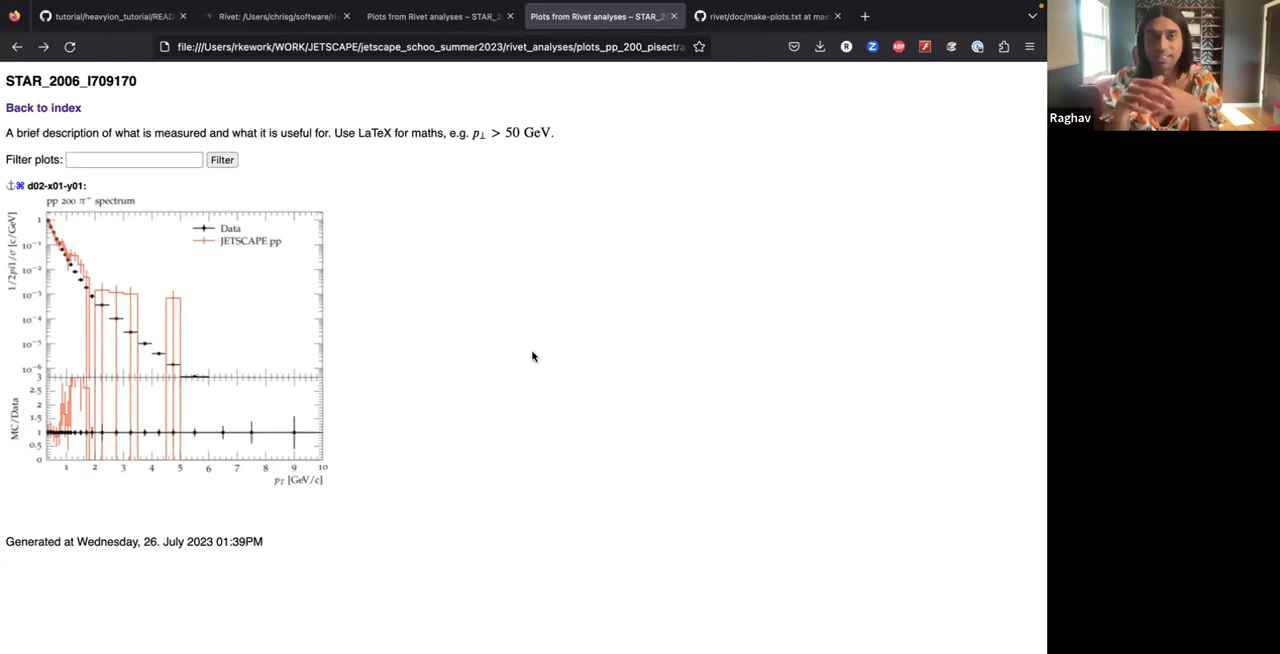 tutorial/heavyion_tutorial/READ
Rivet: /Users/chrisg/software/ri
Plots from Rivet analyses – STAR_2
Plots from Rivet analyses – STAR_2
rivet/doc/make-plots.txt at mas
file:///Users/rkework/WORK/JETSCAPE/jetscape_schoo_summer2023/rivet_analyses/plots_pp_200_pisectra
STAR_2006_I709170
Back to index
A brief description of what is measured and what it is useful for. Use LaTeX for maths, e.g. p⊥ > 50 GeV.
Filter plots:
Filter
⚓⌘ d02-x01-y01:
pp 200 π⁺ spectrum
1/2pi1/σ [c/GeV]
Data
JETSCAPE pp
1
10⁻¹
10⁻²
10⁻³
10⁻⁴
10⁻⁵
10⁻⁶
MC/Data
3
2.5
2
1.5
1
0.5
0
1 2 3 4 5 6 7 8 9 10
pT [GeV/c]
Generated at Wednesday, 26. July 2023 01:39PM
Raghav